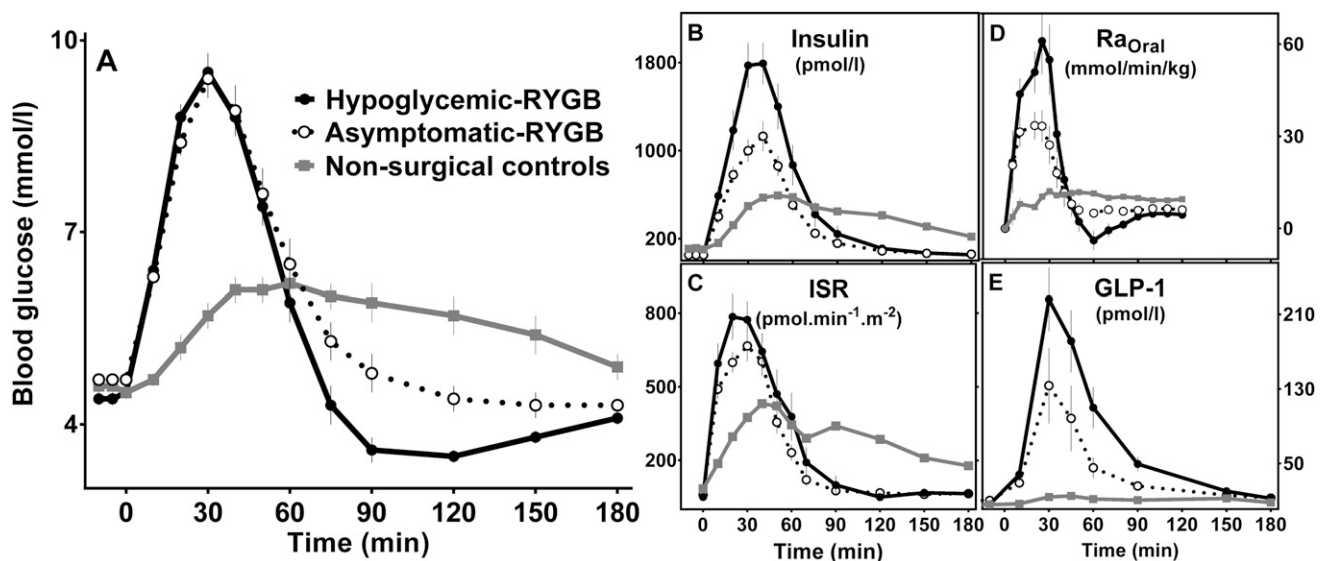 A
Blood glucose (mmol/l)
10
7
4
Hypoglycemic-RYGB
Asymptomatic-RYGB
Non-surgical controls
0 30 60 90 120 150 180
Time (min)
B
Insulin
(pmol/l)
1800
1000
200
D
Ra_Oral
(mmol/min/kg)
60
30
0
C
ISR
(pmol.min⁻¹.m⁻²)
800
500
200
0 30 60 90 120 150 180
Time (min)
E
GLP-1
(pmol/l)
210
130
50
0 30 60 90 120 150 180
Time (min)